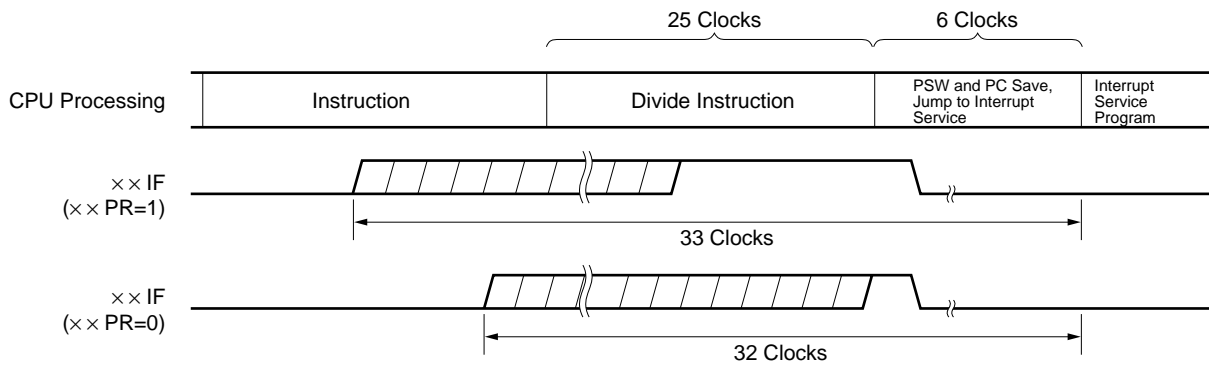 25 Clocks
6 Clocks
CPU Processing
Instruction
Divide Instruction
PSW and PC Save,
Jump to Interrupt
Service
Interrupt
Service
Program
×× IF
(×× PR=1)
33 Clocks
×× IF
(×× PR=0)
32 Clocks